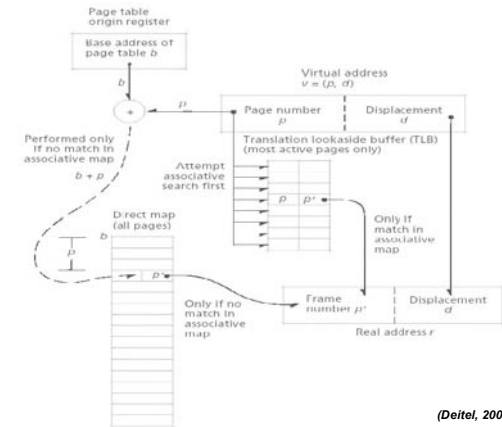 Page table
origin register
Base address of
page table b
b
Virtual address
v = (p, d)
p
+
Page number
p
Displacement
d
Performed only
if no match in
associative map
b + p
Translation lookaside buffer (TLB)
(most active pages only)
Attempt
associative
search first
p p'
Only if
match in
associative
map
Direct map
(all pages)
b
p
p'
Only if no
match in
associative
map
Frame
number p'
Displacement
d
Real address r
(Deitel, 200